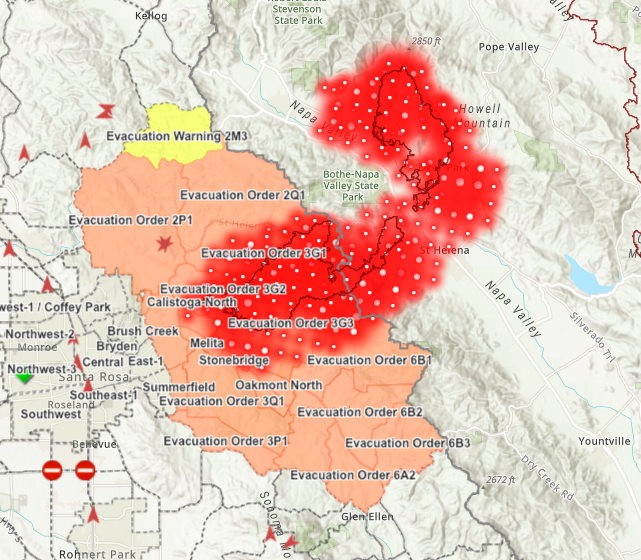 Robert Louis
Stevenson
State Park
Kellog
2850 ft
Pope Valley
Valley
Napa Valley
Howell
Mountain
Evacuation Warning 2M3
Bothe-Napa
Valley State
Park
Evacuation Order 2Q1
Evacuation Order 2P1
St Helena
Evacuation Order 3G1
Evacuation Order 3G2
Calistoga-North
west-1 / Coffey Park
Napa Valley
Silverado Trl
Evacuation Order 3G3
Brush Creek
Northwest-2
Monroe
Bryden
Melita
Central East-1
Stonebridge
Evacuation Order 6B1
Northwest-3
Santa Rosa
Summerfield
Oakmont North
Southeast-1
Roseland
Evacuation Order 3Q1
Southwest
Evacuation Order 6B2
Bellevue
Evacuation Order 3P1
Evacuation Order 6B3
Yountville
Dry Creek Rd
Evacuation Order 6A2
2672 ft
Glen Ellen
Sonoma Mo
Rohnert Park